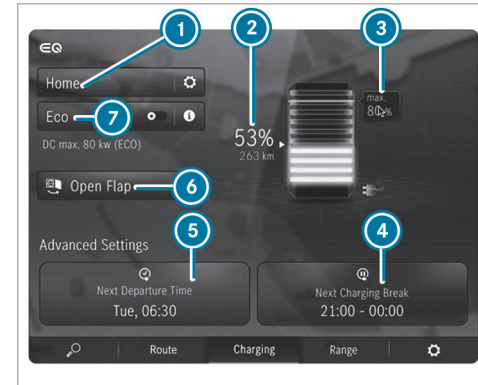 1
2
3
EQ
Home
max.
80%
Eco
7
53%
263 km
DC max. 80 kw (ECO)
Open Flap
6
Advanced Settings
5
4
Next Departure Time
Tue, 06:30
Next Charging Break
21:00 - 00:00
Route
Charging
Range